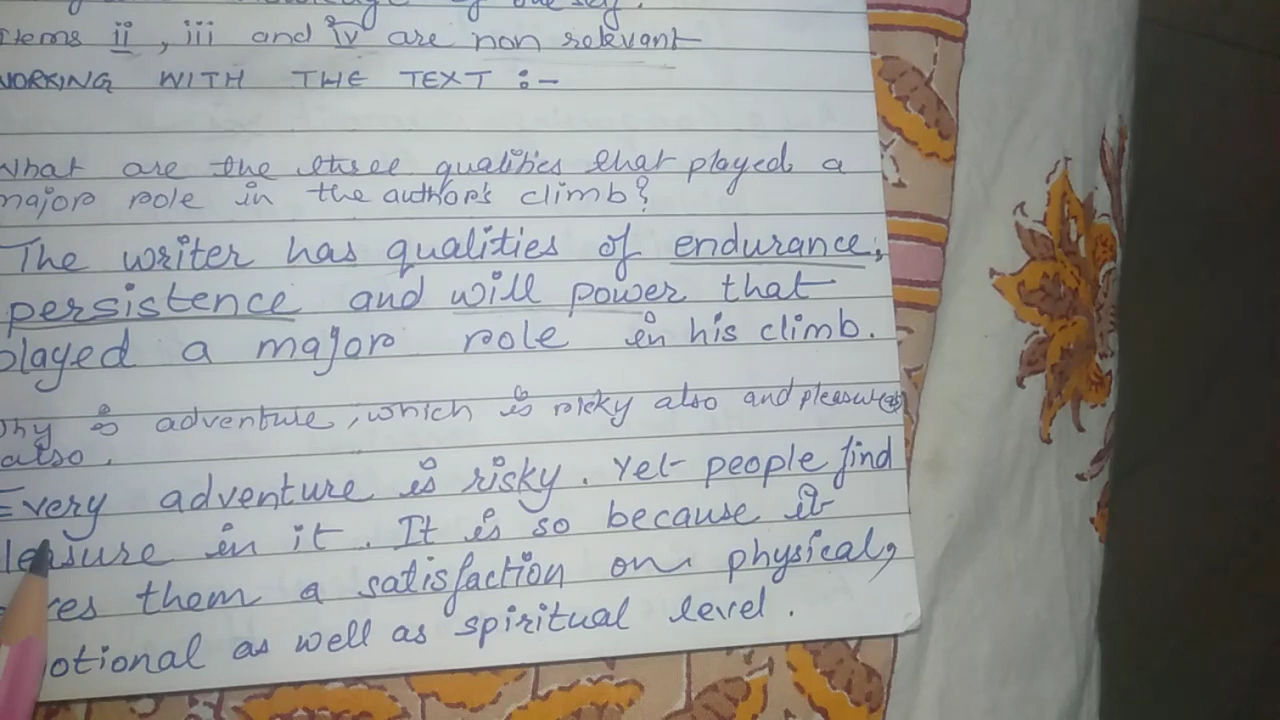 of oneself.
items ii, iii and iv are non relevant
WORKING WITH THE TEXT :-
What are the three qualities that played a
major role in the author's climb?
The writer has qualities of endurance,
persistence and will power that
played a major role in his climb.
Why is adventure, which is risky also and pleasure(es)
also.
Every adventure is risky. Yet people find
pleasure in it. It is so because it
them a satisfaction on physical,
otional as well as spiritual level.